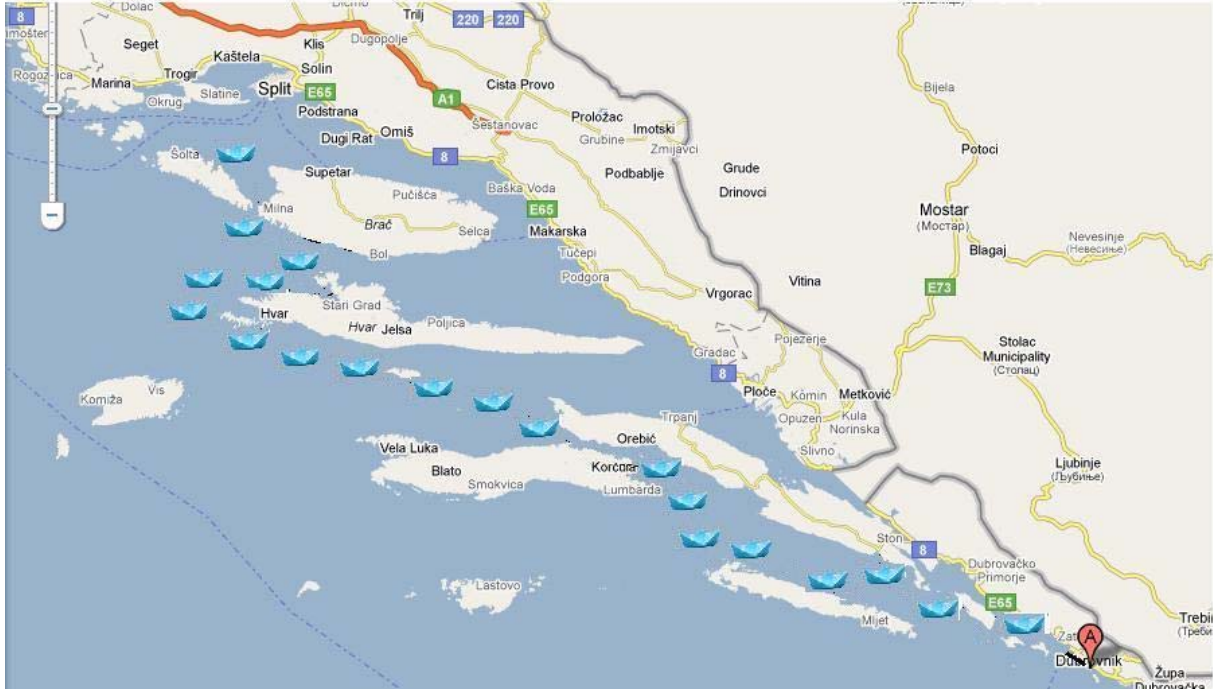 8
Dolac
Dicmo
Trilj
220
220
Seget
Klis
Dugopolje
Kaštela
Solin
Marina
Trogir
Okrug
Slatine
Split
E65
A1
Cista Provo
Podstrana
Šestanovac
Proložac
Imotski
Grubine
Zmijavci
Dugi Rat
Omiš
8
Bijela
Potoci
Šolta
Supetar
Pučišća
Baška Voda
Podbablje
Grude
Drinovci
Milna
Brač
Selca
E65
Makarska
Bol
Tučepi
Podgora
Mostar
(Мостар)
Nevesinje
(Невесиње)
Blagaj
Vitina
E73
Vrgorac
Stari Grad
Hvar
Hvar
Jelsa
Poljica
Gradac
Pojezerje
Stolac
Municipality
(Столац)
8
Ploče
Kòmin
Metković
Komiža
Vis
Trpanj
Opuzen
Kula
Norinska
Vela Luka
Orebić
Slivno
Blato
Smokvica
Korčula
Lumbarda
Ljubinje
(Љубиње)
Ston
8
Dubrovačko
Primorje
Lastovo
E65
Mljet
A
Dubrovnik
Župa
Dubrovačka